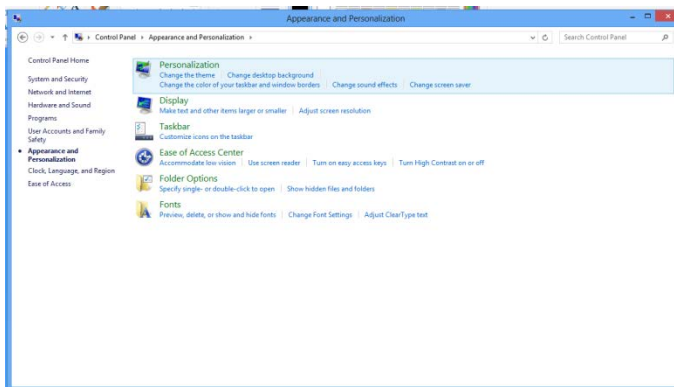 Appearance and Personalization
Control Panel › Appearance and Personalization ›
Search Control Panel
Control Panel Home
System and Security
Network and Internet
Hardware and Sound
Programs
User Accounts and Family
Safety
Appearance and
Personalization
Clock, Language, and Region
Ease of Access
Personalization
Change the theme
Change desktop background
Change the color of your taskbar and window borders
Change sound effects
Change screen saver
Display
Make text and other items larger or smaller
Adjust screen resolution
Taskbar
Customize icons on the taskbar
Ease of Access Center
Accommodate low vision
Use screen reader
Turn on easy access keys
Turn High Contrast on or off
Folder Options
Specify single- or double-click to open
Show hidden files and folders
Fonts
Preview, delete, or show and hide fonts
Change Font Settings
Adjust ClearType text